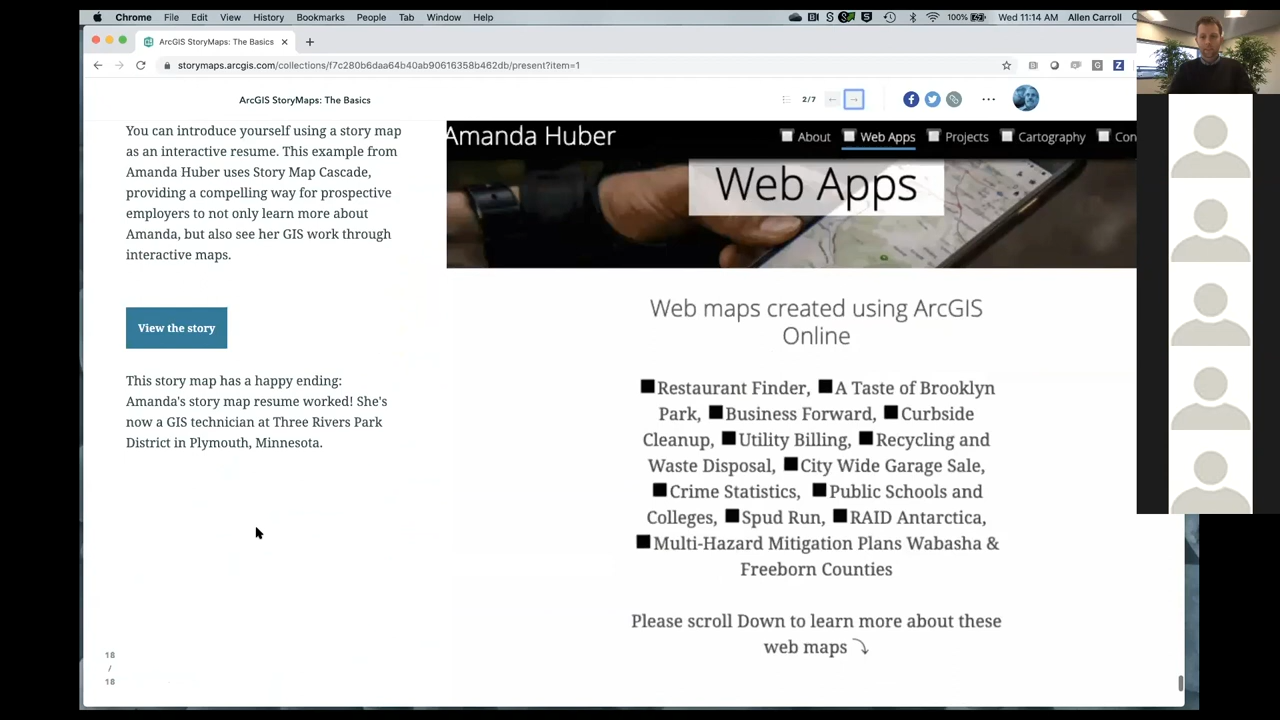 Chrome File Edit View History Bookmarks People Tab Window Help 100% Wed 11:14 AM Allen Carroll
ArcGIS StoryMaps: The Basics
storymaps.arcgis.com/collections/f7c280b6daa64b40ab90616358b462db/present?item=1
ArcGIS StoryMaps: The Basics 2/7
You can introduce yourself using a story map
as an interactive resume. This example from
Amanda Huber uses Story Map Cascade,
providing a compelling way for prospective
employers to not only learn more about
Amanda, but also see her GIS work through
interactive maps.
View the story
This story map has a happy ending:
Amanda's story map resume worked! She's
now a GIS technician at Three Rivers Park
District in Plymouth, Minnesota.
18
/
18
Amanda Huber About Web Apps Projects Cartography Con
Web Apps
Web maps created using ArcGIS
Online
Restaurant Finder, A Taste of Brooklyn
Park, Business Forward, Curbside
Cleanup, Utility Billing, Recycling and
Waste Disposal, City Wide Garage Sale,
Crime Statistics, Public Schools and
Colleges, Spud Run, RAID Antarctica,
Multi-Hazard Mitigation Plans Wabasha &
Freeborn Counties
Please scroll Down to learn more about these
web maps